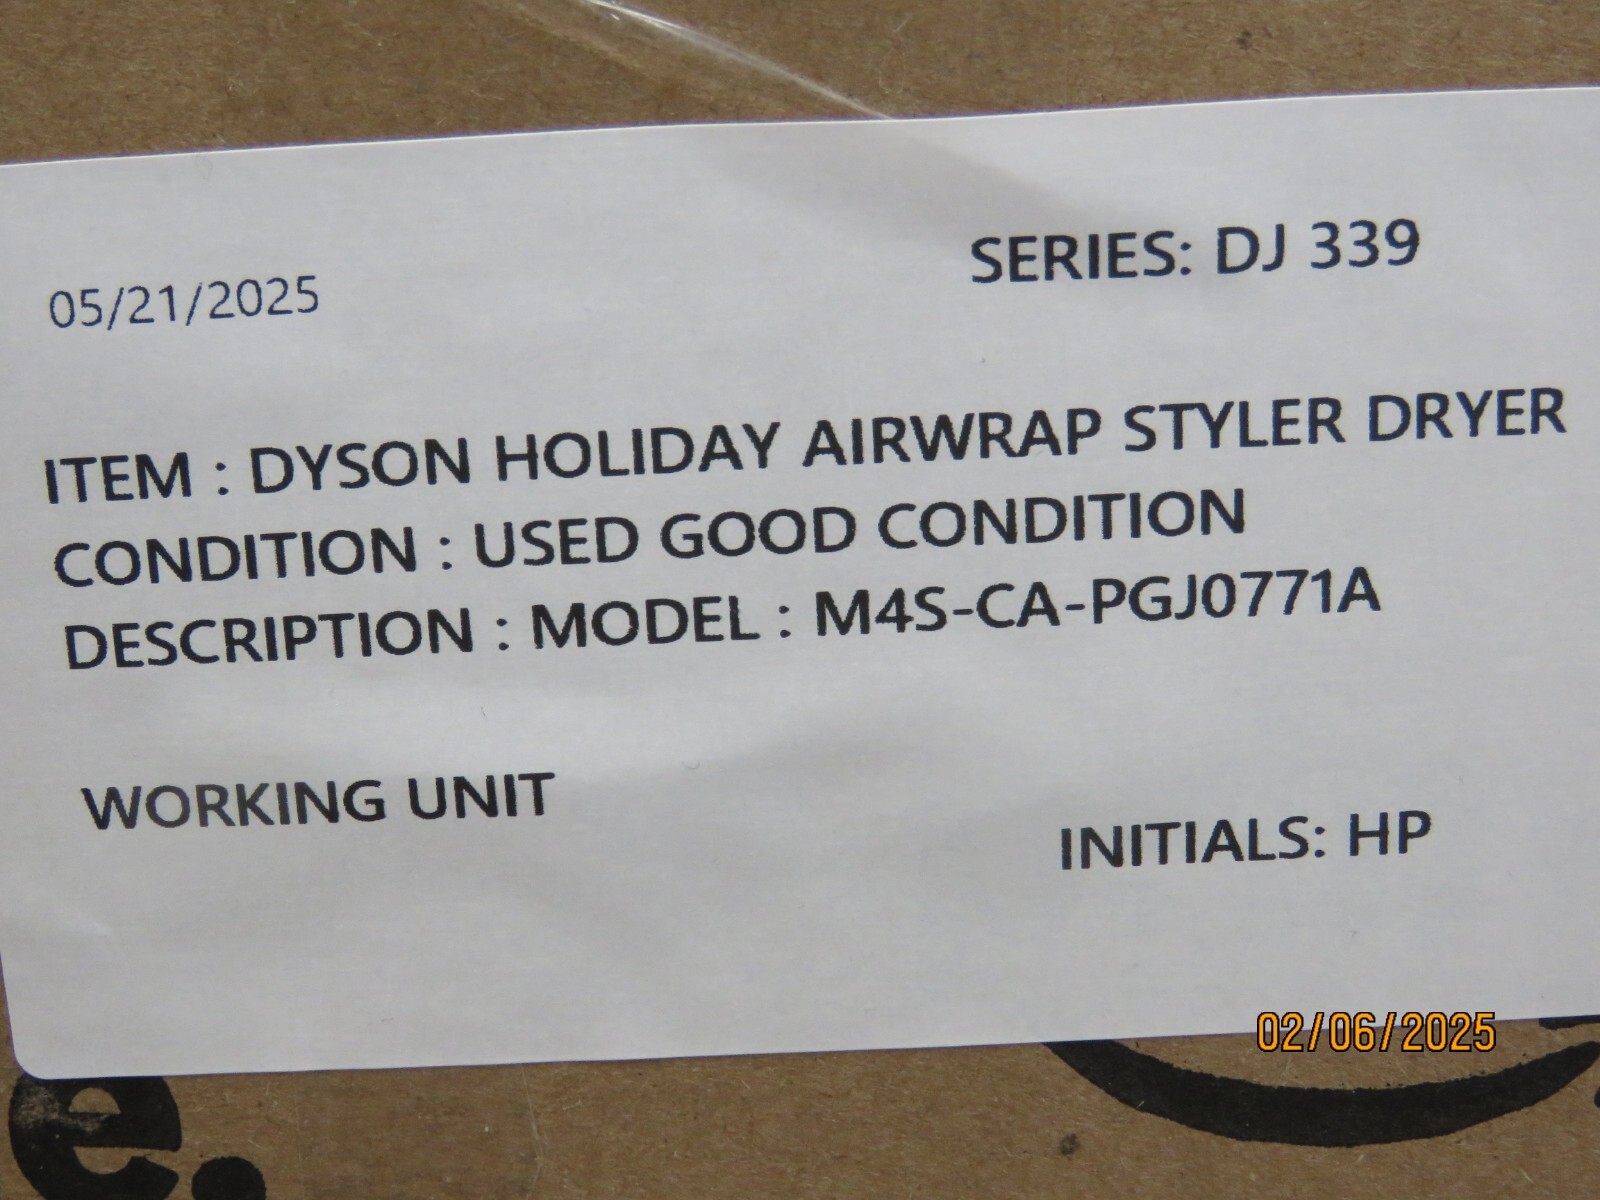 SERIES: DJ 339
05/21/2025
ITEM : DYSON HOLIDAY AIRWRAP STYLER DRYER
CONDITION : USED GOOD CONDITION
DESCRIPTION : MODEL : M4S-CA-PGJ0771A
WORKING UNIT
INITIALS: HP
02/06/2025
e.